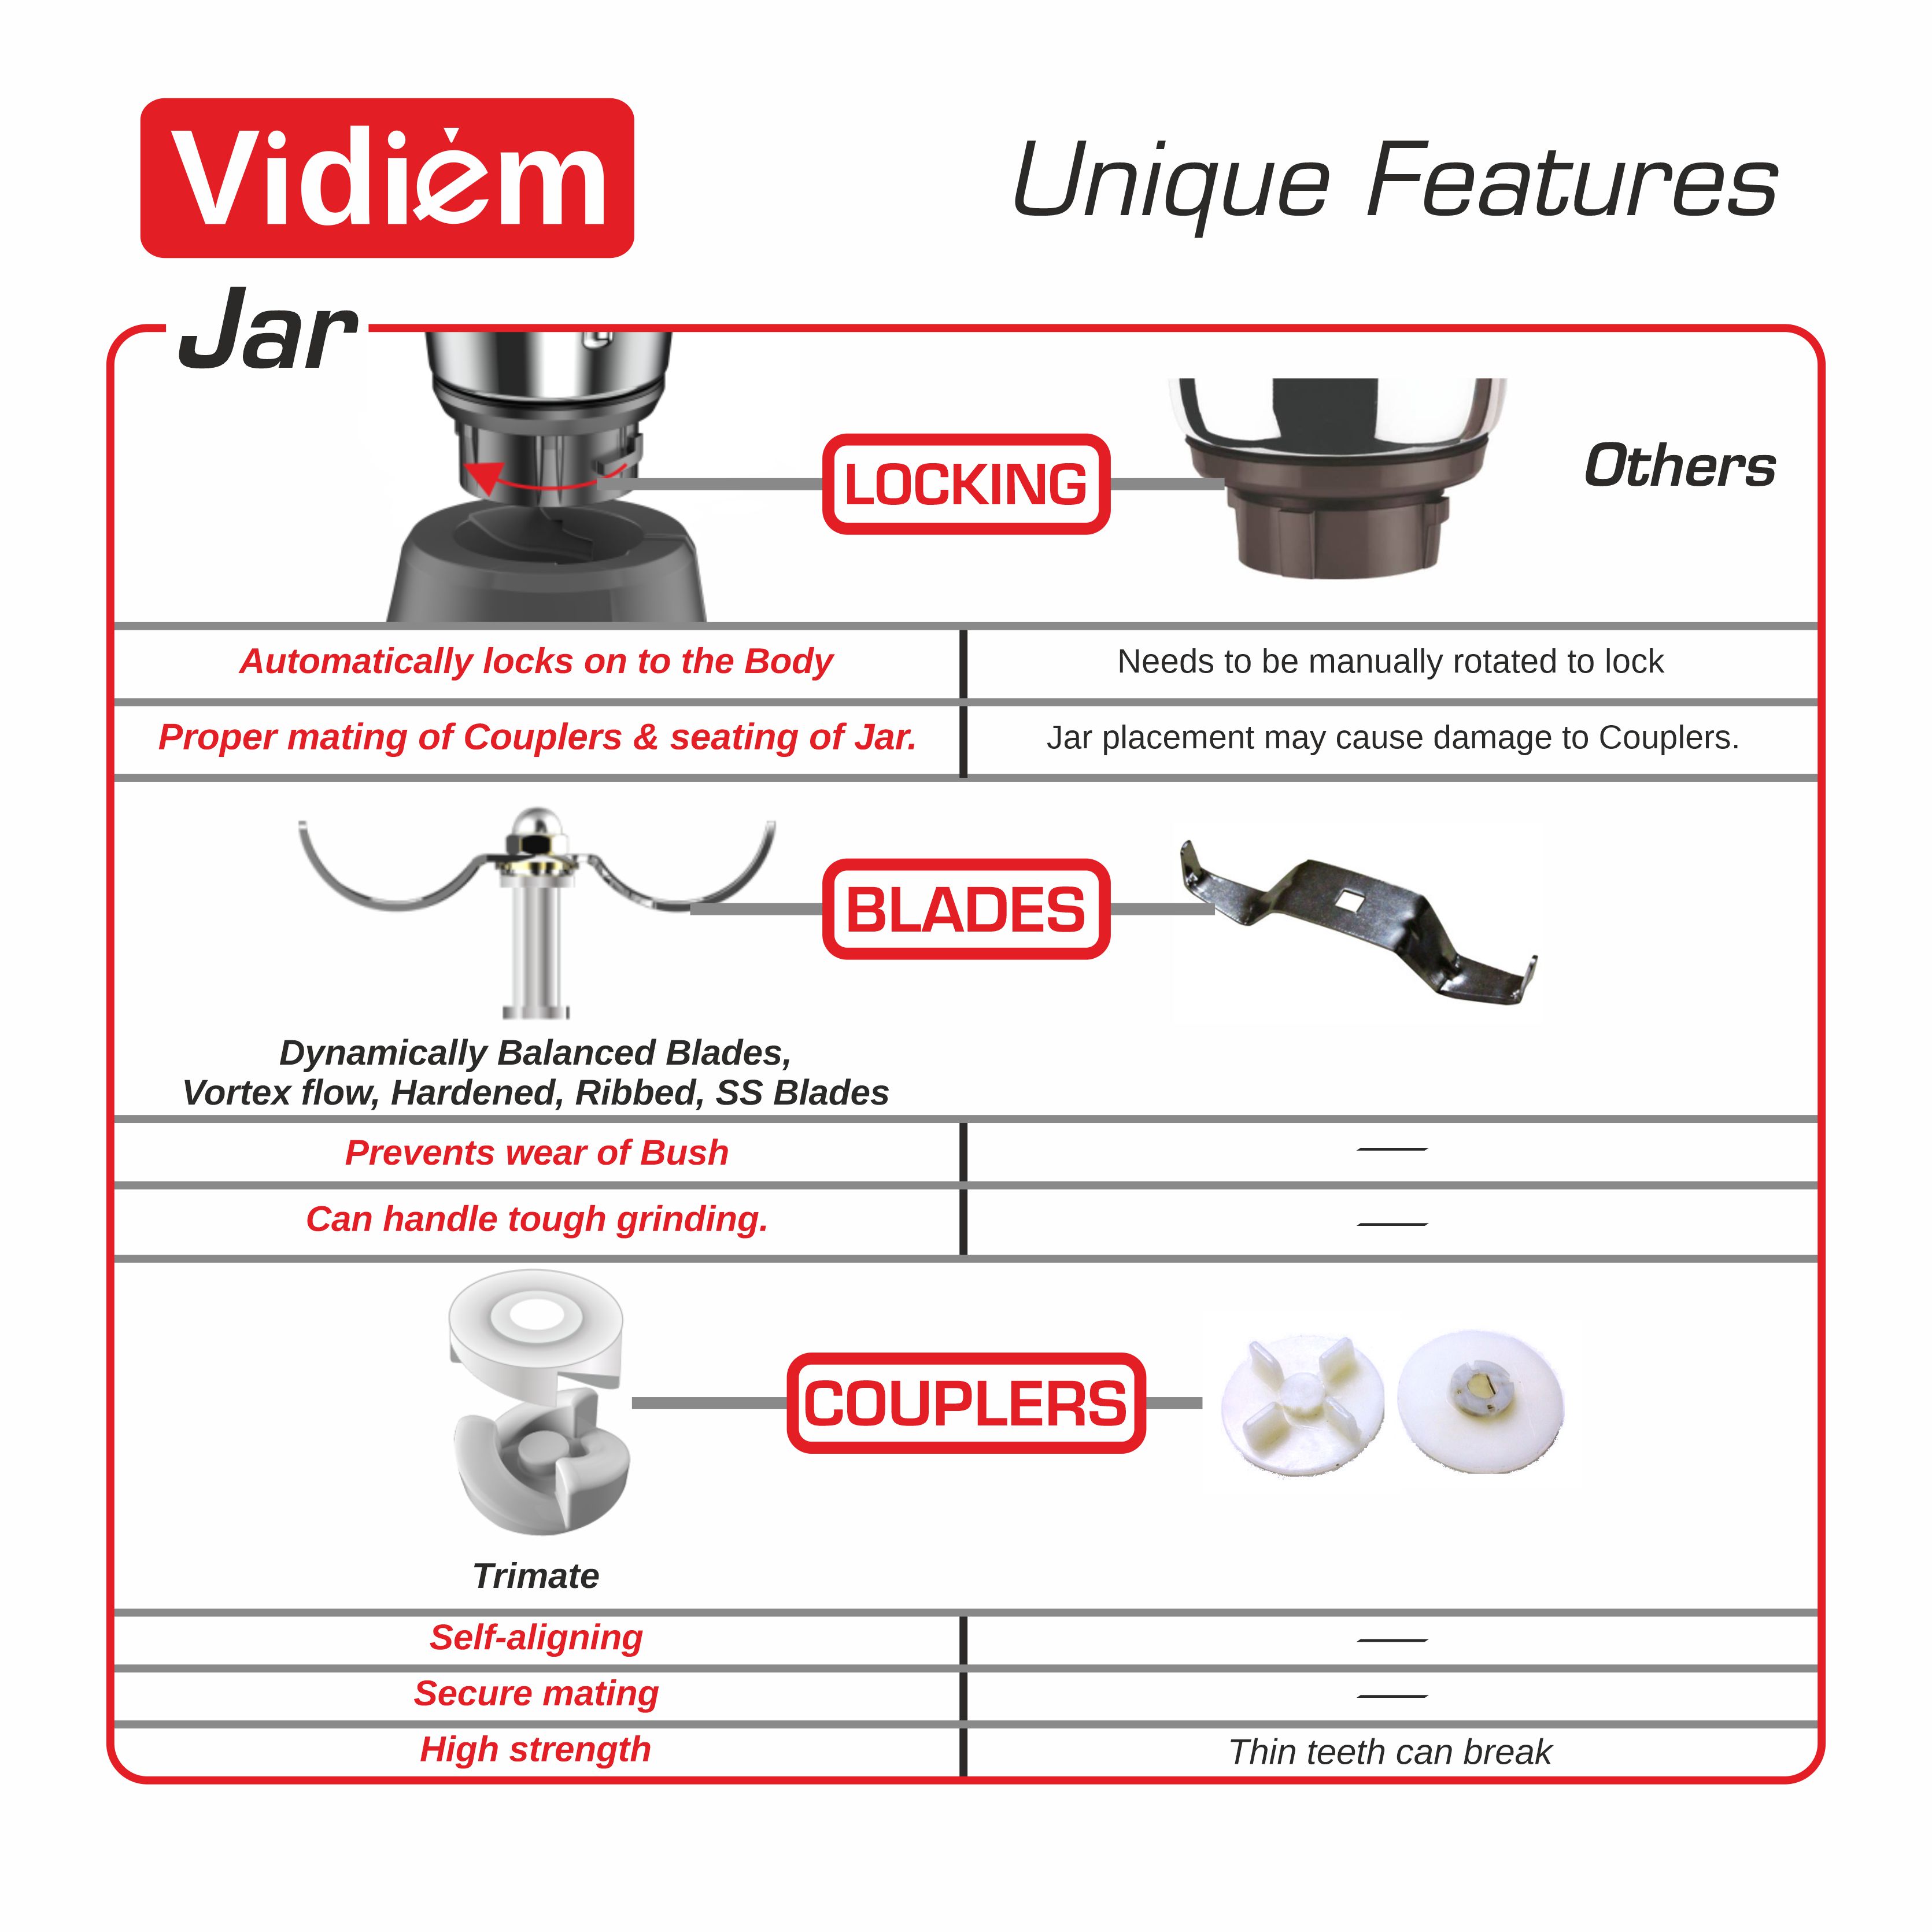 Vidiem
Unique Features
Jar
LOCKING
Others
Automatically locks on to the Body
Needs to be manually rotated to lock
Proper mating of Couplers & seating of Jar.
Jar placement may cause damage to Couplers.
BLADES
Dynamically Balanced Blades,
Vortex flow, Hardened, Ribbed, SS Blades
Prevents wear of Bush
—
Can handle tough grinding.
—
COUPLERS
Trimate
Self-aligning
—
Secure mating
—
High strength
Thin teeth can break